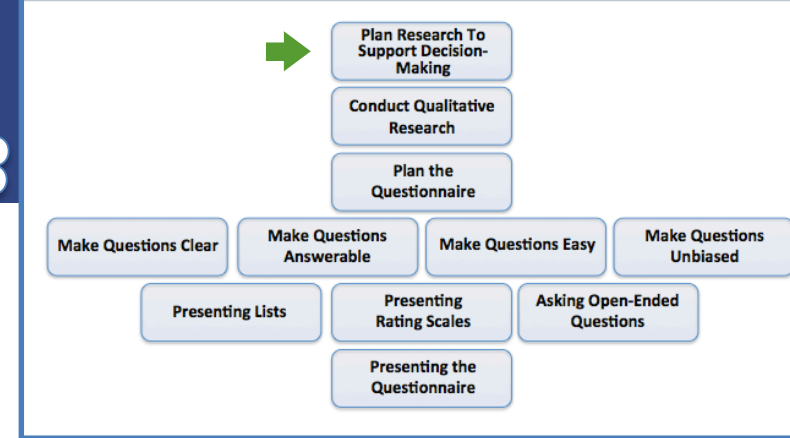 Plan Research To
Support Decision-
Making
Conduct Qualitative
Research
Plan the
Questionnaire
Make Questions Clear
Make Questions
Answerable
Make Questions Easy
Make Questions
Unbiased
Presenting Lists
Presenting
Rating Scales
Asking Open-Ended
Questions
Presenting the
Questionnaire